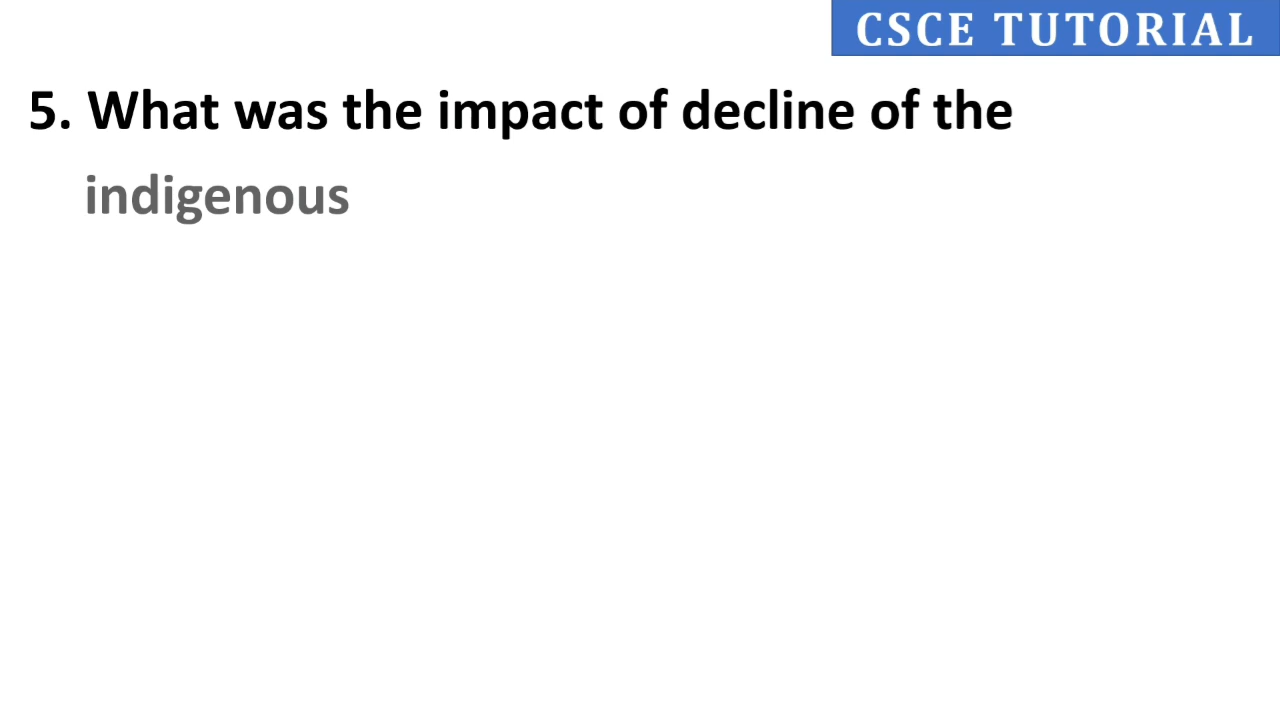 CSCE TUTORIAL
5. What was the impact of decline of the
indigenous